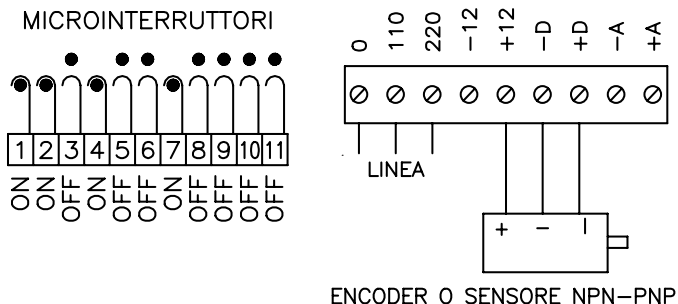 MICROINTERRUTTORI
1 2 3 4 5 6 7 8 9 10 11
ON ON OFF ON OFF OFF ON OFF OFF OFF OFF
0 110 220 -12 +12 -D +D -A +A
LINEA
+ - I
ENCODER O SENSORE NPN-PNP